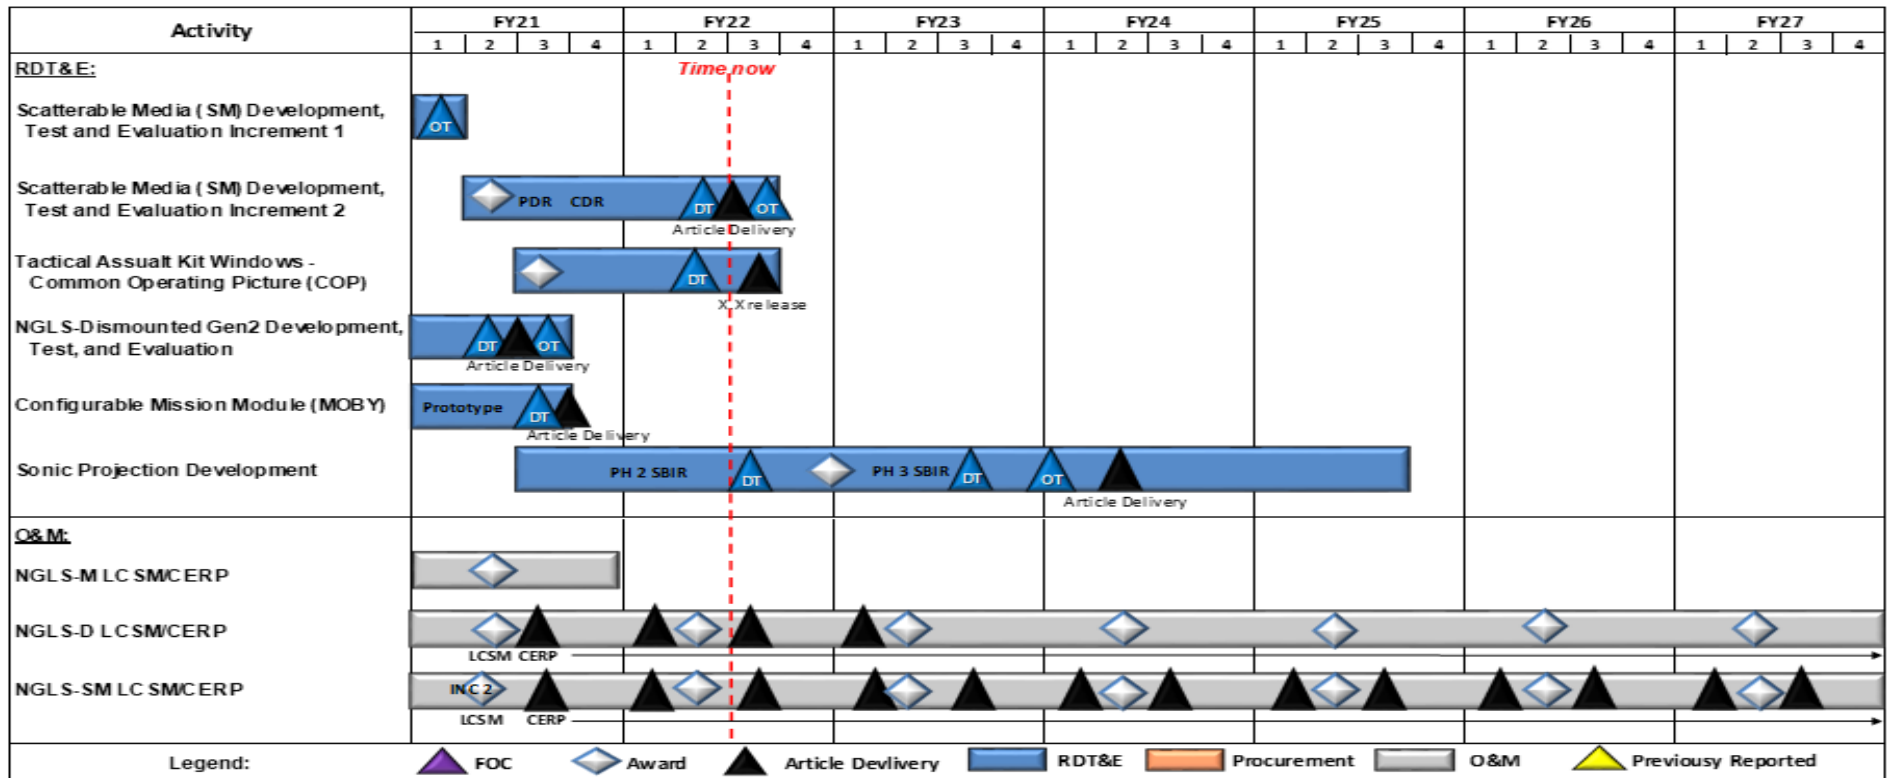 Activity FY21 FY22 FY23 FY24 FY25 FY26 FY27
1 2 3 4 1 2 3 4 1 2 3 4 1 2 3 4 1 2 3 4 1 2 3 4 1 2 3 4
RDT&E:
Time now
Scatterable Media (SM) Development,
Test and Evaluation Increment 1
OT
Scatterable Media (SM) Development,
Test and Evaluation Increment 2
PDR CDR DT OT
Article Delivery
Tactical Assualt Kit Windows -
Common Operating Picture (COP)
DT
X.X release
NGLS-Dismounted Gen2 Development,
Test, and Evaluation
DT OT
Article Delivery
Configurable Mission Module (MOBY)
Prototype DT
Article Delivery
Sonic Projection Development
PH 2 SBIR DT PH 3 SBIR DT OT
Article Delivery
O&M:
NGLS-M LCSM/CERP
NGLS-D LCSM/CERP
LCSM CERP
NGLS-SM LCSM/CERP
INC 2
LCSM CERP
Legend: FOC Award Article Devlivery RDT&E Procurement O&M Previousy Reported